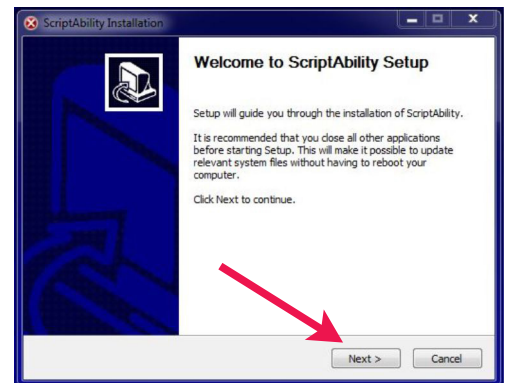 ScriptAbility Installation
Welcome to ScriptAbility Setup
Setup will guide you through the installation of ScriptAbility.
It is recommended that you close all other applications
before starting Setup. This will make it possible to update
relevant system files without having to reboot your
computer.
Click Next to continue.
Next >
Cancel